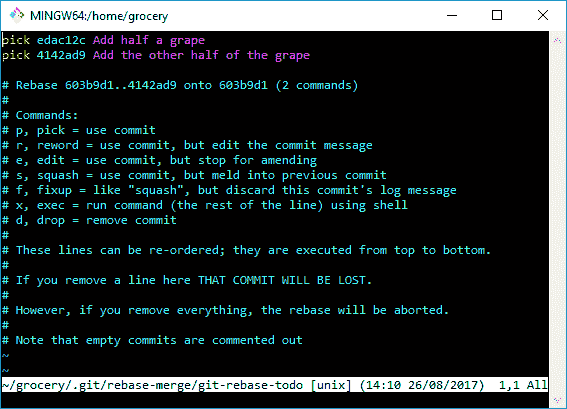 MINGW64:/home/grocery
pick edac12c Add half a grape
pick 4142ad9 Add the other half of the grape
# Rebase 603b9d1..4142ad9 onto 603b9d1 (2 commands)
#
# Commands:
# p, pick = use commit
# r, reword = use commit, but edit the commit message
# e, edit = use commit, but stop for amending
# s, squash = use commit, but meld into previous commit
# f, fixup = like "squash", but discard this commit's log message
# x, exec = run command (the rest of the line) using shell
# d, drop = remove commit
#
# These lines can be re-ordered; they are executed from top to bottom.
#
# If you remove a line here THAT COMMIT WILL BE LOST.
#
# However, if you remove everything, the rebase will be aborted.
#
# Note that empty commits are commented out
~
~
~/grocery/.git/rebase-merge/git-rebase-todo [unix] (14:10 26/08/2017) 1,1 All